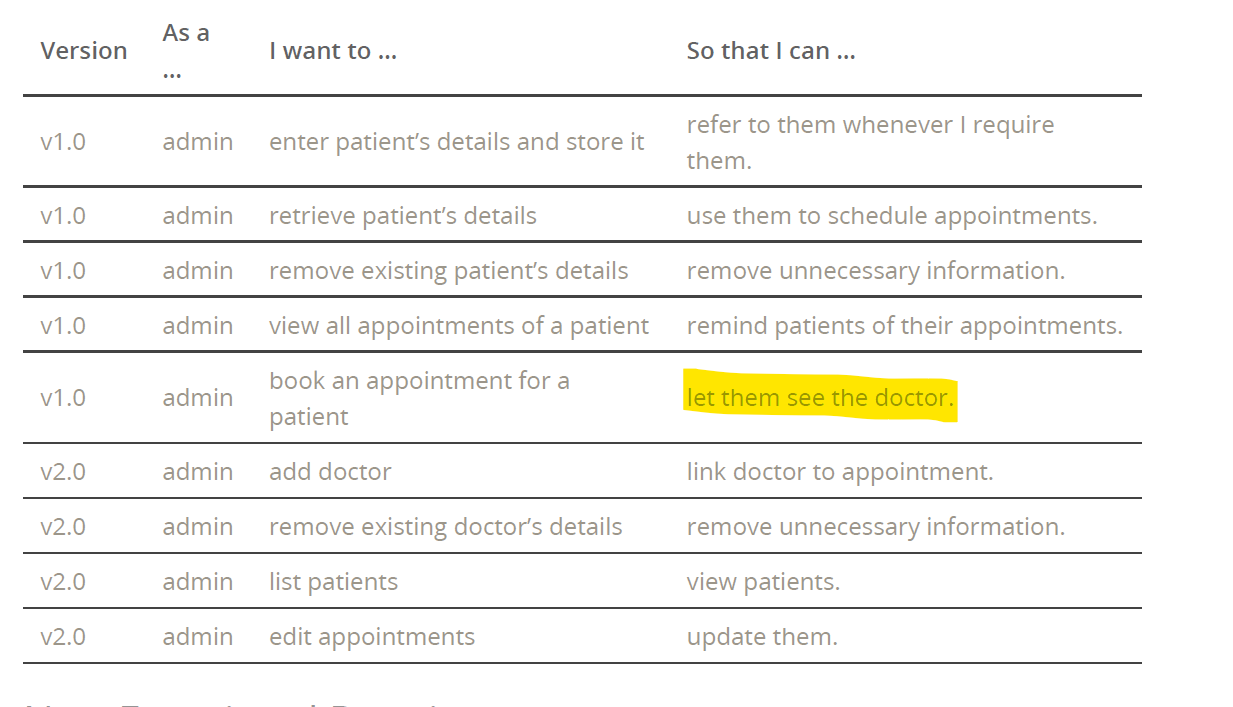 Version As a ... I want to ... So that I can ...
v1.0 admin enter patient’s details and store it refer to them whenever I require
them.
v1.0 admin retrieve patient’s details use them to schedule appointments.
v1.0 admin remove existing patient’s details remove unnecessary information.
v1.0 admin view all appointments of a patient remind patients of their appointments.
v1.0 admin book an appointment for a
patient let them see the doctor.
v2.0 admin add doctor link doctor to appointment.
v2.0 admin remove existing doctor’s details remove unnecessary information.
v2.0 admin list patients view patients.
v2.0 admin edit appointments update them.